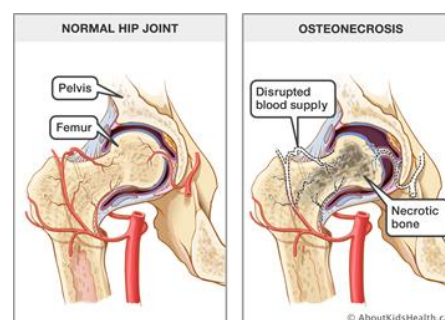 NORMAL HIP JOINT
Pelvis
Femur
OSTEONECROSIS
Disrupted
blood supply
Necrotic
bone
© AboutKidsHealth.c